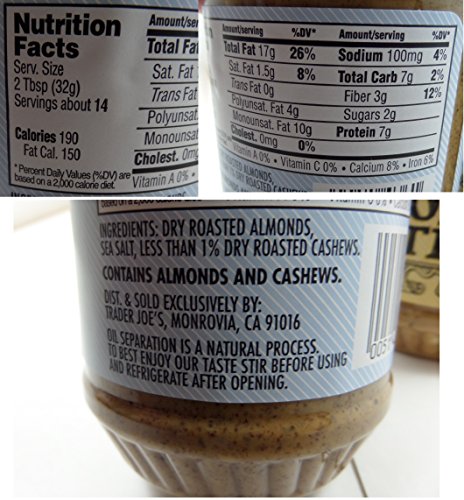 Nutrition
Facts
Serv. Size
2 Tbsp (32g)
Servings about 14
Calories 190
Fat Cal. 150
* Percent Daily Values (%DV) are
based on a 2,000 calorie diet.
Amount/serving
Total Fat
Sat. Fat
Trans Fat
Polyunsat.
Monounsat.
Cholest. 0mg
Vitamin A 0% •
Amount/serving %DV* Amount/serving %DV*
Total Fat 17g 26% Sodium 100mg 4%
Sat. Fat 1.5g 8% Total Carb 7g 2%
Trans Fat 0g Fiber 3g 12%
Polyunsat. Fat 4g Sugars 2g
Monounsat. Fat 10g Protein 7g
Cholest. 0mg 0%
Vitamin A 0% • Vitamin C 0% • Calcium 8% • Iron 6%
INGREDIENTS: DRY ROASTED ALMONDS,
SEA SALT, LESS THAN 1% DRY ROASTED CASHEWS.
CONTAINS ALMONDS AND CASHEWS.
DIST. & SOLD EXCLUSIVELY BY:
TRADER JOE'S, MONROVIA, CA 91016
OIL SEPARATION IS A NATURAL PROCESS.
TO BEST ENJOY OUR TASTE STIR BEFORE USING
AND REFRIGERATE AFTER OPENING.